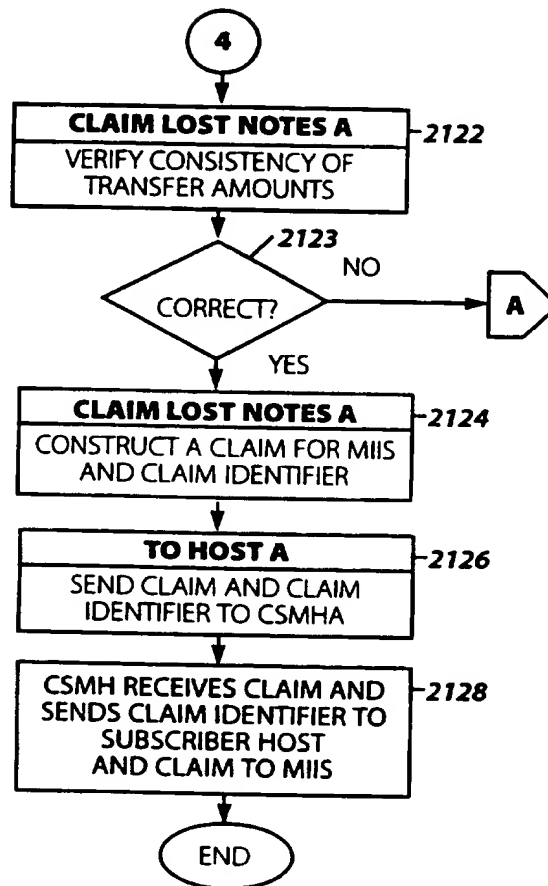 4
CLAIM LOST NOTES A
2122
VERIFY CONSISTENCY OF
TRANSFER AMOUNTS
2123
NO
CORRECT?
A
YES
CLAIM LOST NOTES A
2124
CONSTRUCT A CLAIM FOR MIIS
AND CLAIM IDENTIFIER
TO HOST A
2126
SEND CLAIM AND CLAIM
IDENTIFIER TO CSMHA
CSMH RECEIVES CLAIM AND
2128
SENDS CLAIM IDENTIFIER TO
SUBSCRIBER HOST
AND CLAIM TO MIIS
END